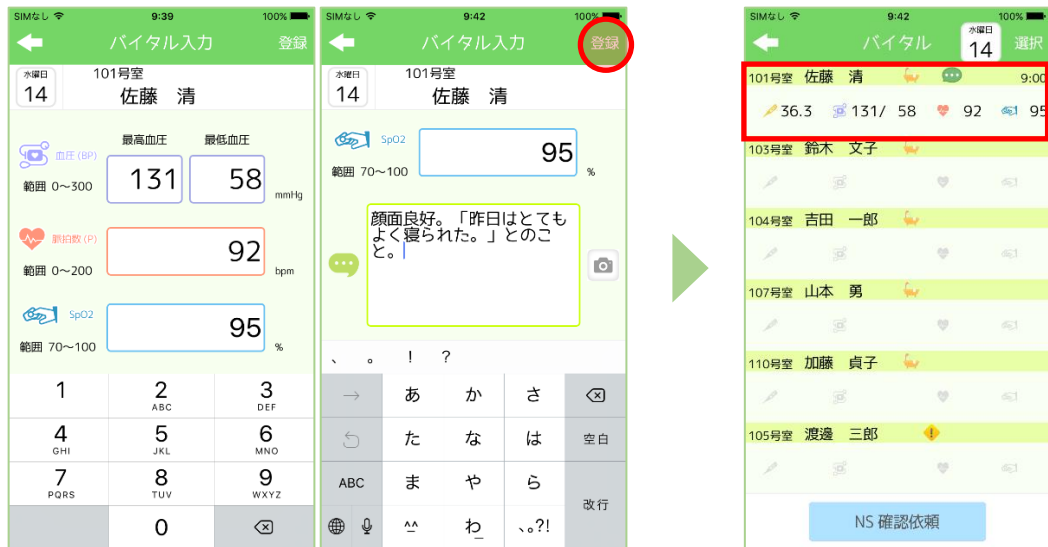 SIMなし 9:39 100%
バイタル入力 登録
水曜日
14
101号室
佐藤 清
最高血圧 最低血圧
血圧 (BP)
131 58 mmHg
範囲 0～300
脈拍数 (P)
92 bpm
範囲 0～200
SpO2
95 %
範囲 70～100
1 2 3
ABC DEF
4 5 6
GHI JKL MNO
7 8 9
PQRS TUV WXYZ
0
SIMなし 9:42 100%
バイタル入力 登録
水曜日
14
101号室
佐藤 清
SpO2
95 %
範囲 70～100
顔面良好。「昨日はとても
よく寝られた。」とのこ
と。
、 。 ! ?
→ あ か さ
た な は 空白
ABC ま や ら
改行
^^ わ_ 、。?!
SIMなし 9:42 100%
バイタル 水曜日 14 選択
101号室 佐藤 清 9:00
36.3 131/ 58 92 95
103号室 鈴木 文子
104号室 吉田 一郎
107号室 山本 勇
110号室 加藤 貞子
105号室 渡邊 三郎
NS 確認依頼